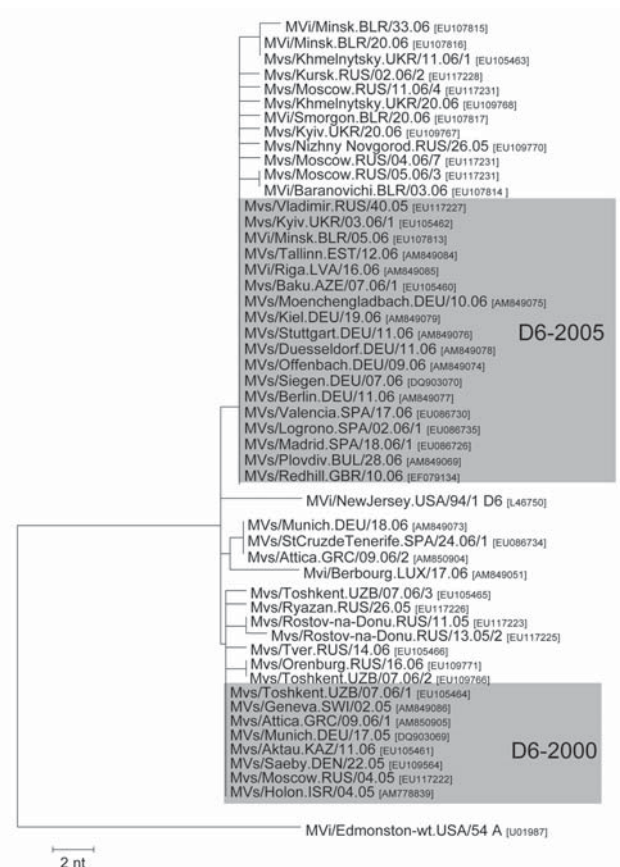 MVi/Minsk.BLR/33.06 [EU107815]
MVi/Minsk.BLR/20.06 [EU107816]
Mvs/Khmelnytsky.UKR/11.06/1 [EU105463]
Mvs/Kursk.RUS/02.06/2 [EU117228]
Mvs/Moscow.RUS/11.06/4 [EU117231]
Mvs/Khmelnytsky.UKR/20.06 [EU109768]
MVi/Smorgon.BLR/20.06 [EU107817]
Mvs/Kyiv.UKR/20.06 [EU109767]
Mvs/Nizhny Novgorod.RUS/26.05 [EU109770]
Mvs/Moscow.RUS/04.06/7 [EU117231]
Mvs/Moscow.RUS/05.06/3 [EU117231]
MVi/Baranovichi.BLR/03.06 [EU107814 ]
Mvs/Vladimir.RUS/40.05 [EU117227]
Mvs/Kyiv.UKR/03.06/1 [EU105462]
MVi/Minsk.BLR/05.06 [EU107813]
MVs/Tallinn.EST/12.06 [AM849084]
MVi/Riga.LVA/16.06 [AM849085]
Mvs/Baku.AZE/07.06/1 [EU105460]
MVs/Moenchengladbach.DEU/10.06 [AM849075]
MVs/Kiel.DEU/19.06 [AM849079]
MVs/Stuttgart.DEU/11.06 [AM849076]
D6-2005
MVs/Duesseldorf.DEU/11.06 [AM849078]
MVs/Offenbach.DEU/09.06 [AM849074]
MVs/Siegen.DEU/07.06 [DQ903070]
MVs/Berlin.DEU/11.06 [AM849077]
MVs/Valencia.SPA/17.06 [EU086730]
MVs/Logrono.SPA/02.06/1 [EU086735]
MVs/Madrid.SPA/18.06/1 [EU086726]
MVs/Plovdiv.BUL/28.06 [AM849069]
MVs/Redhill.GBR/10.06 [EF079134]
MVi/NewJersey.USA/94/1 D6 [L46750]
MVs/Munich.DEU/18.06 [AM849073]
MVs/StCruzdeTenerife.SPA/24.06/1 [EU086734]
Mvs/Attica.GRC/09.06/2 [AM850904]
Mvi/Berbourg.LUX/17.06 [AM849051]
Mvs/Toshkent.UZB/07.06/3 [EU105465]
Mvs/Ryazan.RUS/26.05 [EU117226]
Mvs/Rostov-na-Donu.RUS/11.05 [EU117223]
Mvs/Rostov-na-Donu.RUS/13.05/2 [EU117225]
Mvs/Tver.RUS/14.06 [EU105466]
Mvs/Orenburg.RUS/16.06 [EU109771]
Mvs/Toshkent.UZB/07.06/2 [EU109766]
Mvs/Toshkent.UZB/07.06/1 [EU105464]
MVs/Geneva.SWI/02.05 [AM849086]
Mvs/Attica.GRC/09.06/1 [AM850905]
MVs/Munich.DEU/17.05 [DQ903069]
Mvs/Aktau.KAZ/11.06 [EU105461]
D6-2000
MVs/Saeby.DEN/22.05 [EU109564]
Mvs/Moscow.RUS/04.05 [EU117222]
MVs/Holon.ISR/04.05 [AM778839]
MVi/Edmonston-wt.USA/54 A [U01987]
2 nt